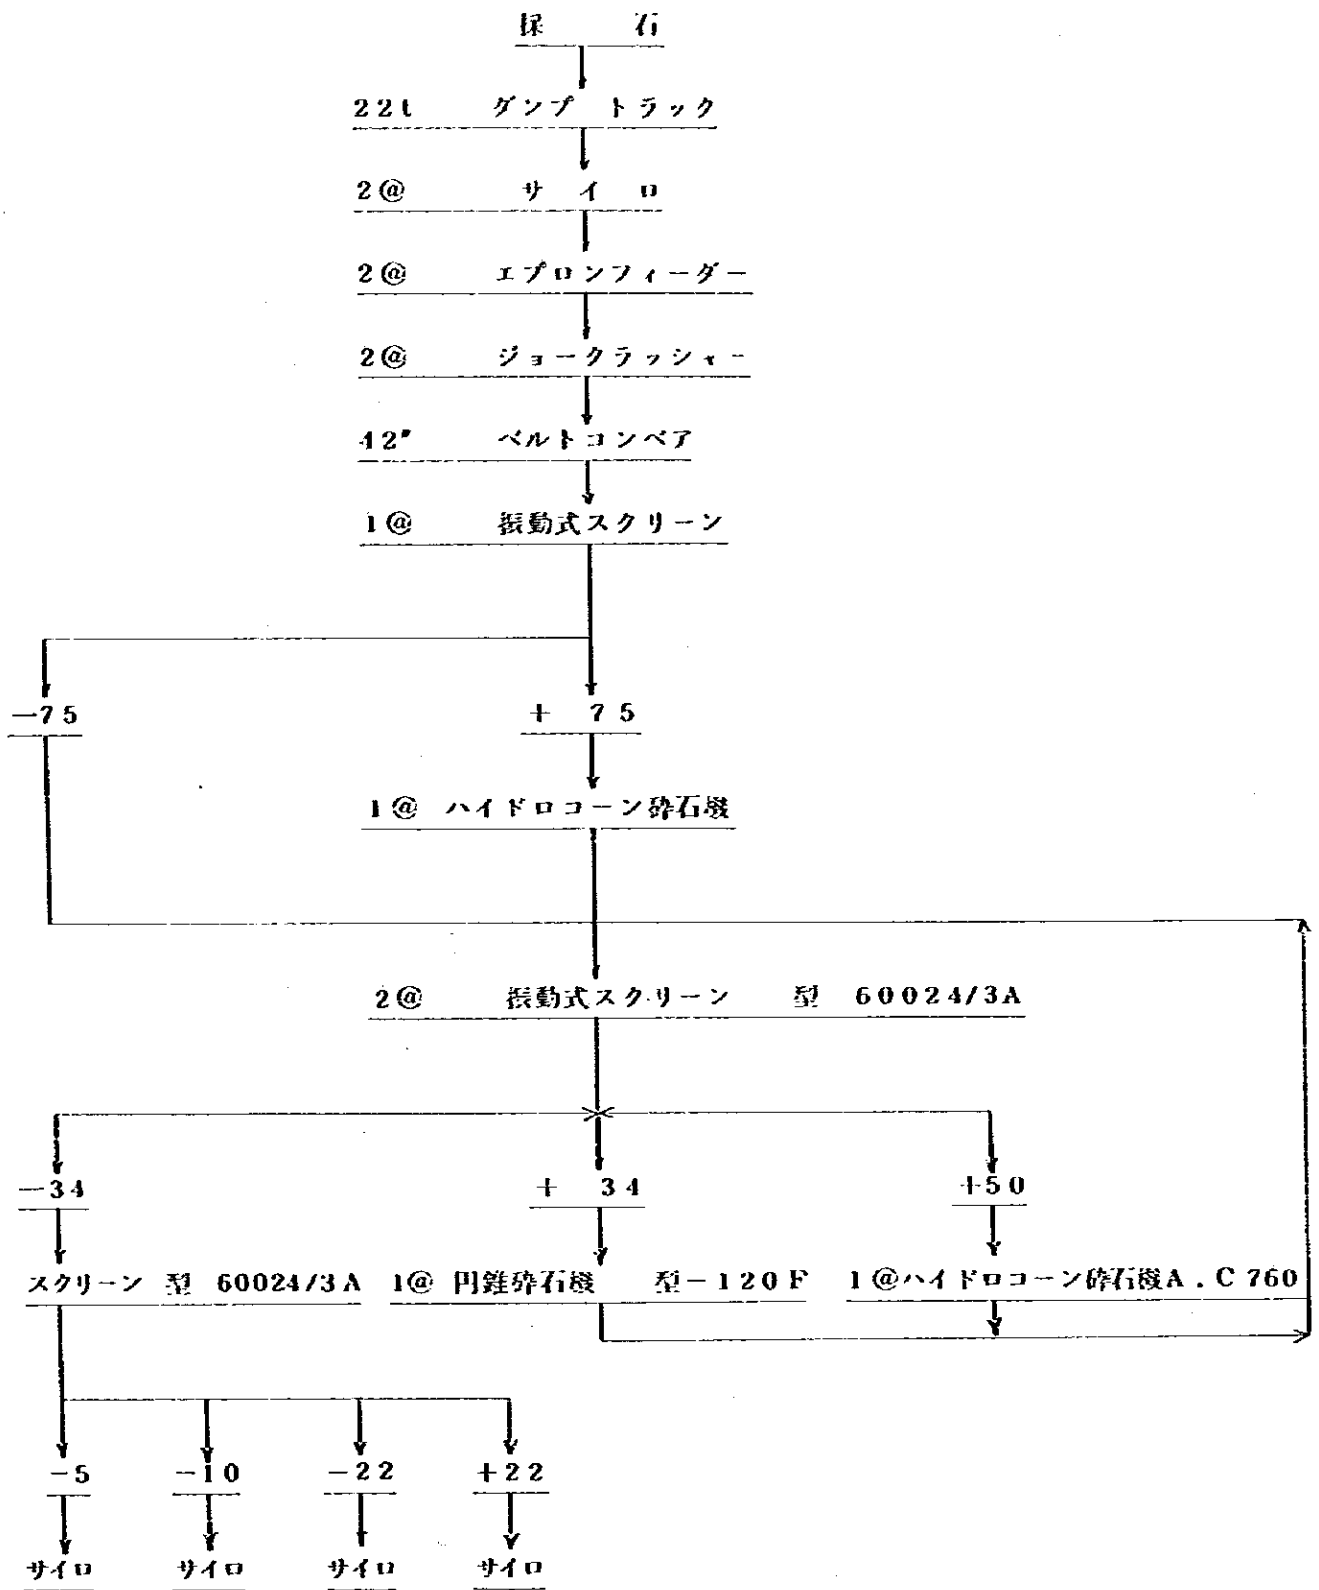 採 石
22t ダンプ トラック
2@ サイロ
2@ エプロンフィーダー
2@ ジョークラッシャー
42" ベルトコンベア
1@ 振動式スクリーン
-75 + 75
1@ ハイドロコーン砕石機
2@ 振動式スクリーン 型 60024/3A
-34 + 34 +50
スクリーン 型 60024/3A 1@ 円錐砕石機 型-120F 1@ハイドロコーン砕石機A.C 760
-5 -10 -22 +22
サイロ サイロ サイロ サイロ